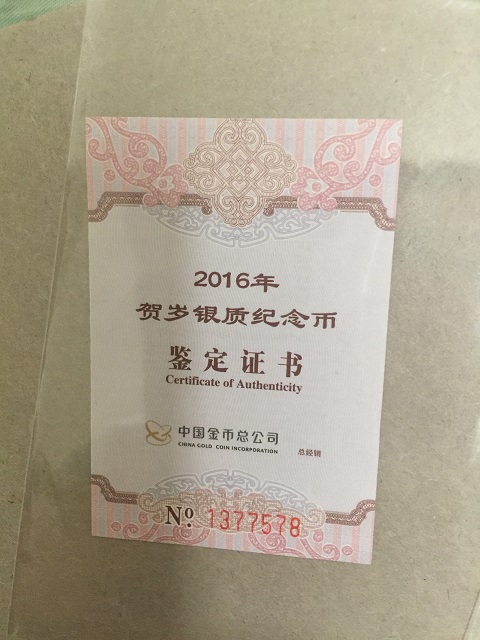 2016年
贺岁银质纪念币
鉴定证书
Certificate of Authenticity
中国金币总公司
CHINA GOLD COIN INCORPORATION
总经销
Nº. 1377578